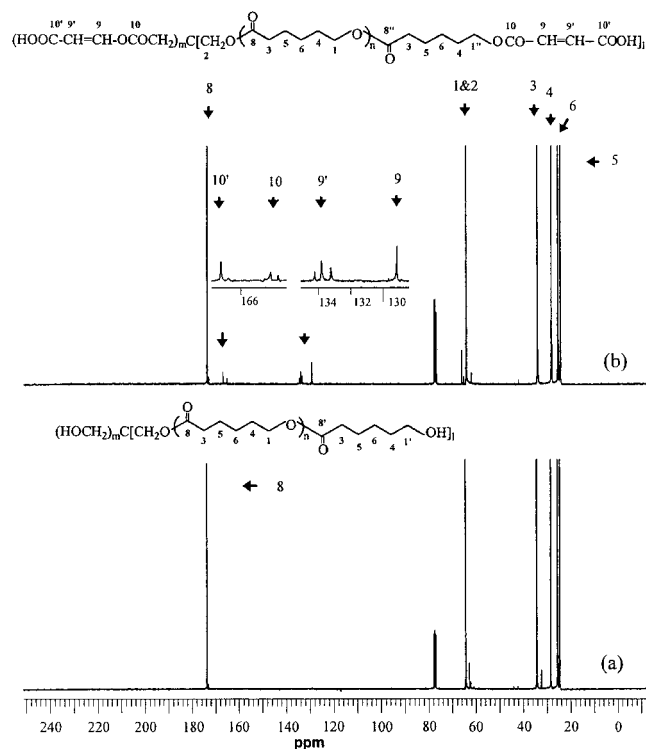 10' 9' 9 10 O 8'' 10 9 9' 10'
(HOOC-CH=CH-OCOCH2)mC[CH2O ( O )n O OCO-CH=CH-COOH]l
2 8 3 5 6 4 1 O 3 5 6 4 1''
8 1&2 3 4 6
5
10' 10 9' 9
166 134 132 130
(b)
O
(HOCH2)mC[CH2O ( O )n 8' OH]l
8 3 5 6 4 1 O 3 5 6 4 1'
8
(a)
240 220 200 180 160 140 120 100 80 60 40 20 0
ppm